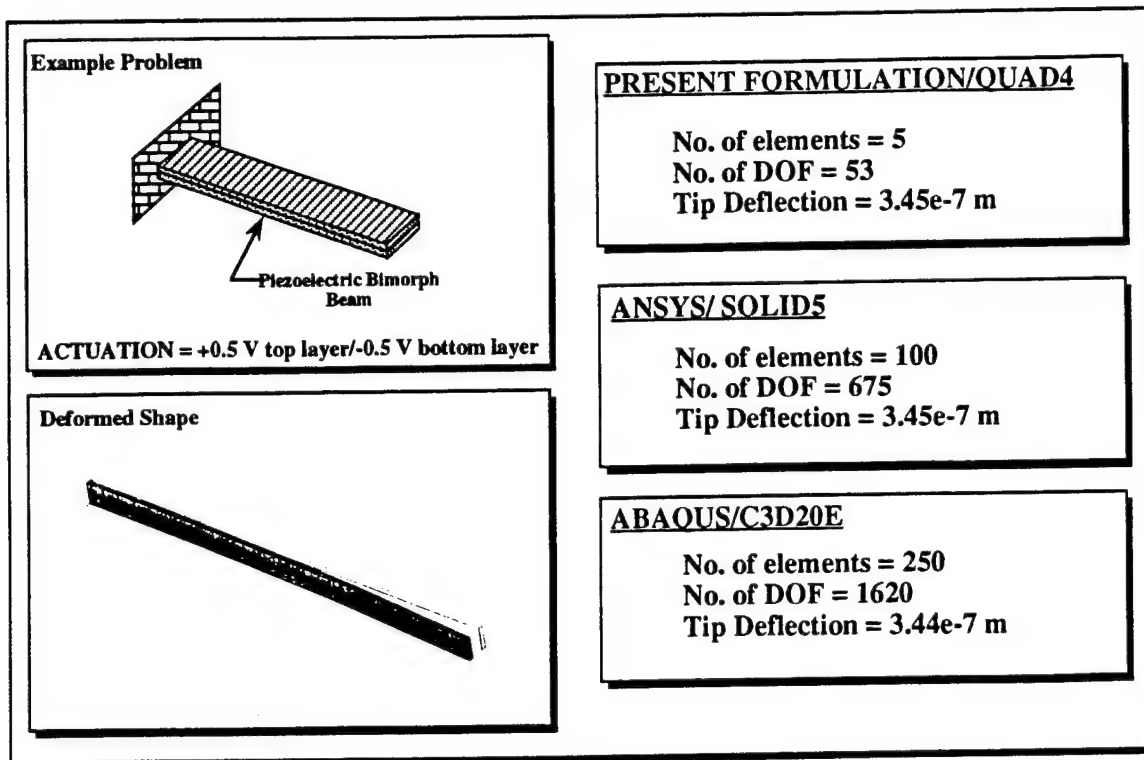 Example Problem
Piezoelectric Bimorph
Beam
ACTUATION = +0.5 V top layer/-0.5 V bottom layer
Deformed Shape
PRESENT FORMULATION/QUAD4
No. of elements = 5
No. of DOF = 53
Tip Deflection = 3.45e-7 m
ANSYS/ SOLID5
No. of elements = 100
No. of DOF = 675
Tip Deflection = 3.45e-7 m
ABAQUS/C3D20E
No. of elements = 250
No. of DOF = 1620
Tip Deflection = 3.44e-7 m